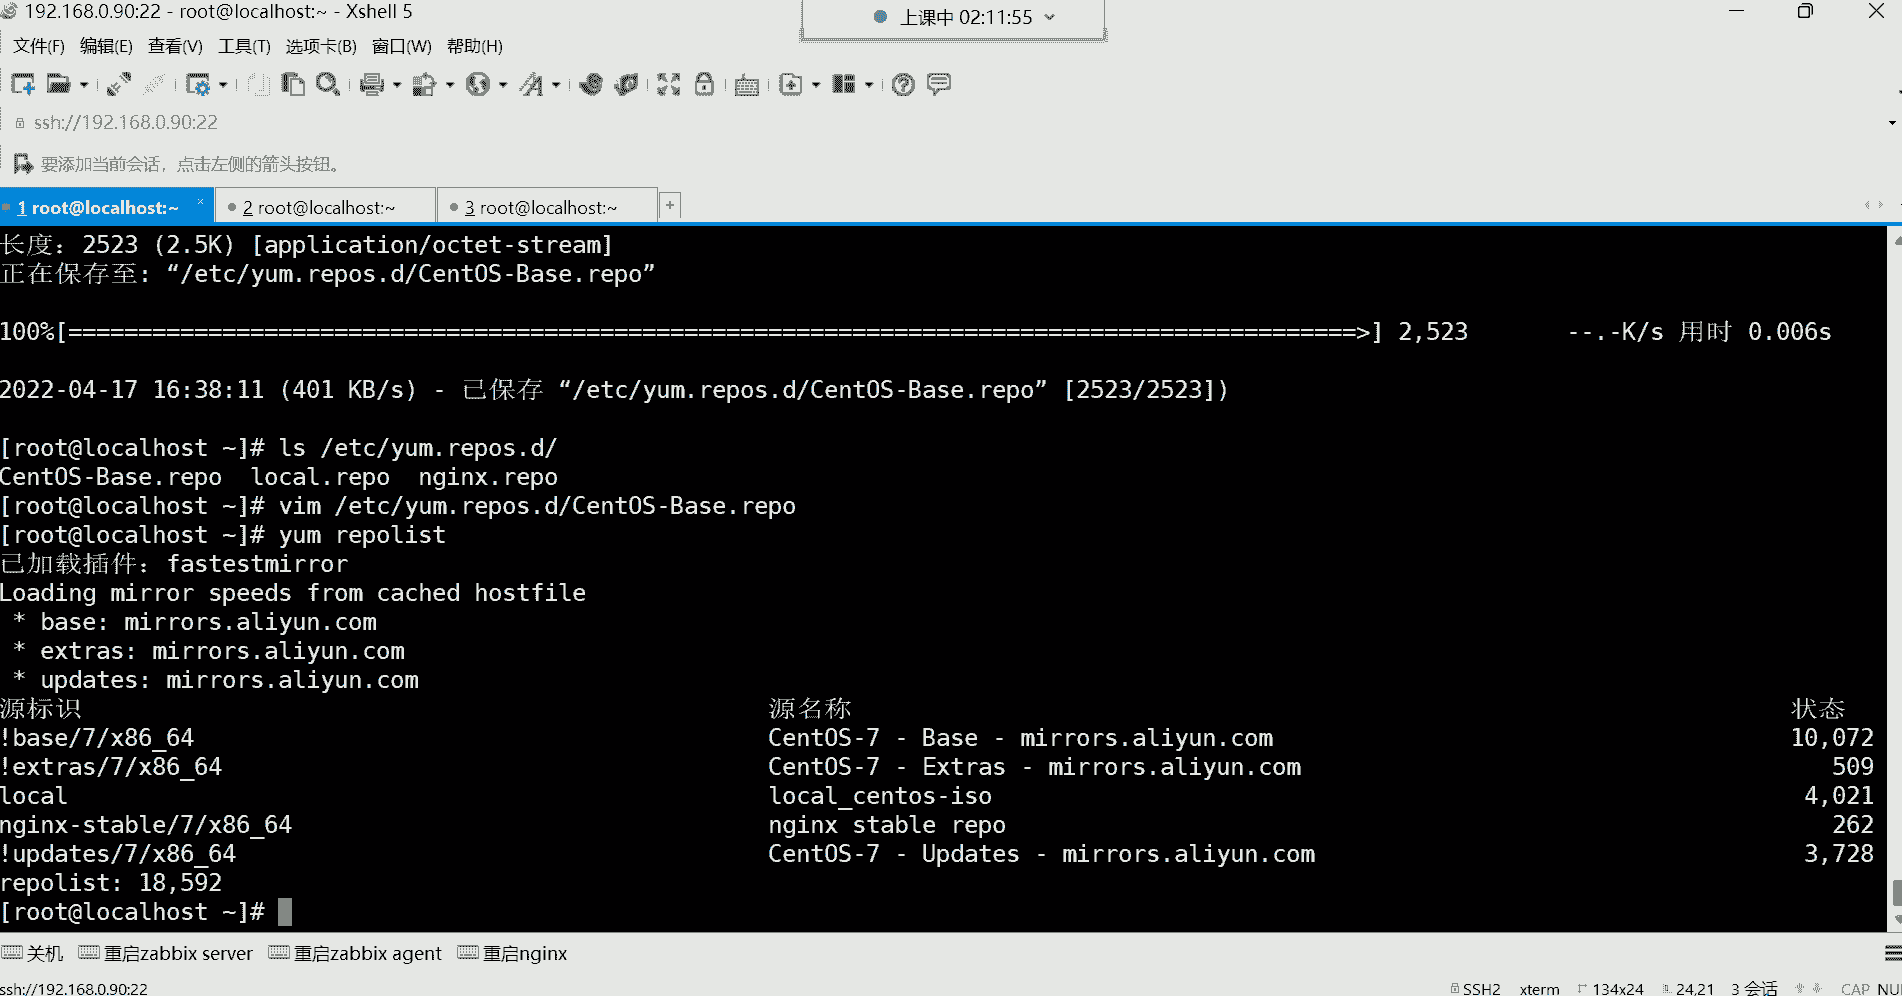 192.168.0.90:22 - root@localhost:~ - Xshell 5
上课中 02:11:55
文件(F) 编辑(E) 查看(V) 工具(T) 选项卡(B) 窗口(W) 帮助(H)
ssh://192.168.0.90:22
要添加当前会话，点击左侧的箭头按钮。
1 root@localhost:~ × 2 root@localhost:~ 3 root@localhost:~ +
长度：2523 (2.5K) [application/octet-stream]
正在保存至: “/etc/yum.repos.d/CentOS-Base.repo”
100%[============================================================================================>] 2,523 --.-K/s 用时 0.006s
2022-04-17 16:38:11 (401 KB/s) - 已保存 “/etc/yum.repos.d/CentOS-Base.repo” [2523/2523])
[root@localhost ~]# ls /etc/yum.repos.d/
CentOS-Base.repo local.repo nginx.repo
[root@localhost ~]# vim /etc/yum.repos.d/CentOS-Base.repo
[root@localhost ~]# yum repolist
已加载插件：fastestmirror
Loading mirror speeds from cached hostfile
* base: mirrors.aliyun.com
* extras: mirrors.aliyun.com
* updates: mirrors.aliyun.com
源标识 源名称 状态
!base/7/x86_64 CentOS-7 - Base - mirrors.aliyun.com 10,072
!extras/7/x86_64 CentOS-7 - Extras - mirrors.aliyun.com 509
local local_centos-iso 4,021
nginx-stable/7/x86_64 nginx stable repo 262
!updates/7/x86_64 CentOS-7 - Updates - mirrors.aliyun.com 3,728
repolist: 18,592
[root@localhost ~]#
关机 重启zabbix server 重启zabbix agent 重启nginx
ssh://192.168.0.90:22 SSH2 xterm 134x24 24,21 3 会话 CAP NU